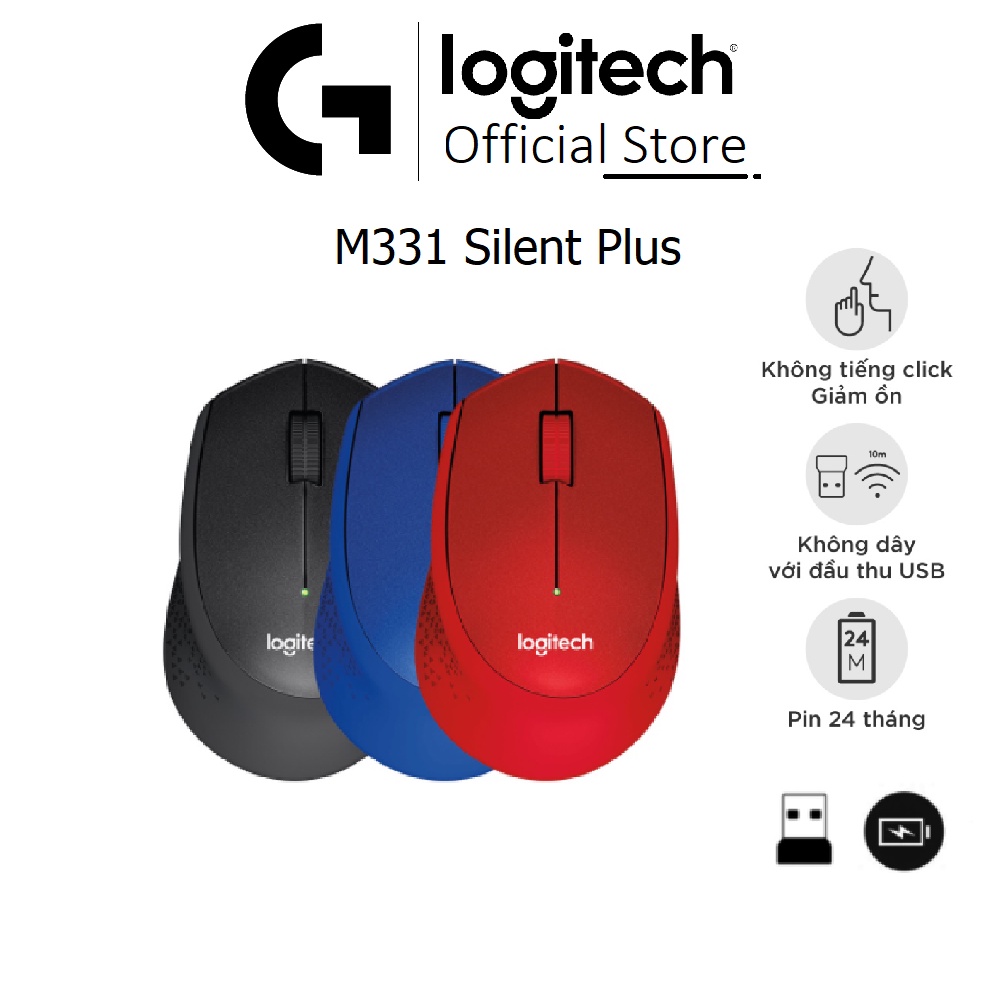 logitech
Official Store
M331 Silent Plus
Không tiếng click
Giảm ồn
10m
Không dây
với đầu thu USB
24
M
Pin 24 tháng
logite
logitech